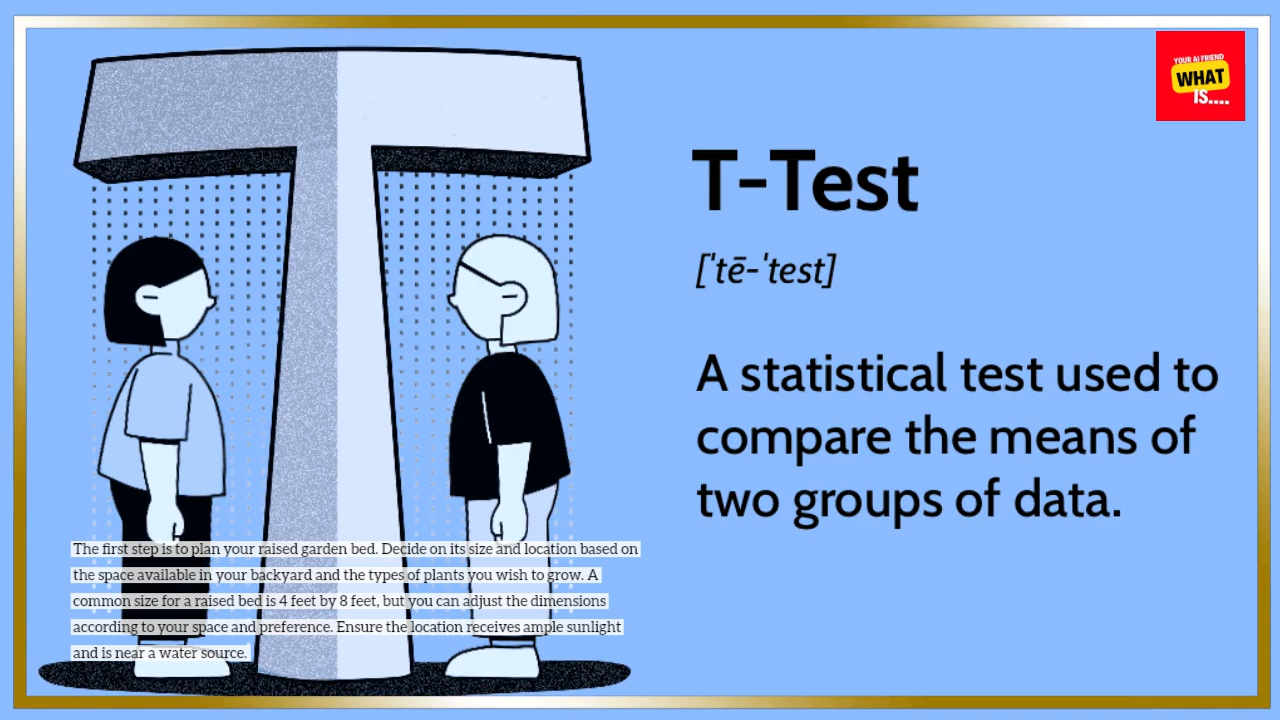 YOUR AI FRIEND
WHAT
IS....
T-Test
[ˈtē-ˈtest]
A statistical test used to
compare the means of
two groups of data.
The first step is to plan your raised garden bed. Decide on its size and location based on
the space available in your backyard and the types of plants you wish to grow. A
common size for a raised bed is 4 feet by 8 feet, but you can adjust the dimensions
according to your space and preference. Ensure the location receives ample sunlight
and is near a water source.